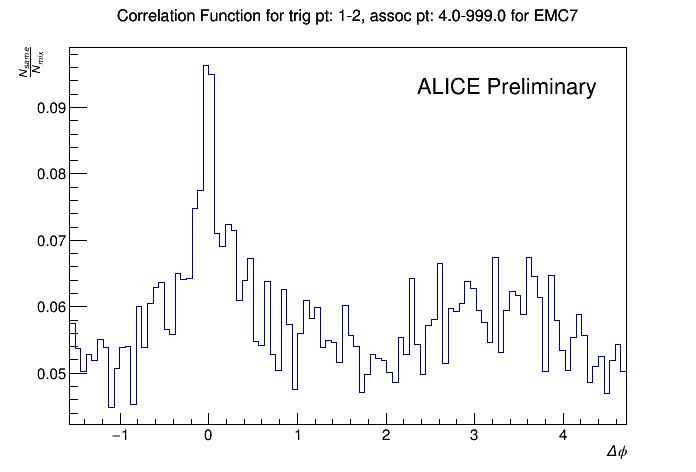 Correlation Function for trig pt: 1-2, assoc pt: 4.0-999.0 for EMC7
N_same
N_mix
ALICE Preliminary
0.09
0.08
0.07
0.06
0.05
−1 0 1 2 3 4
Δϕ